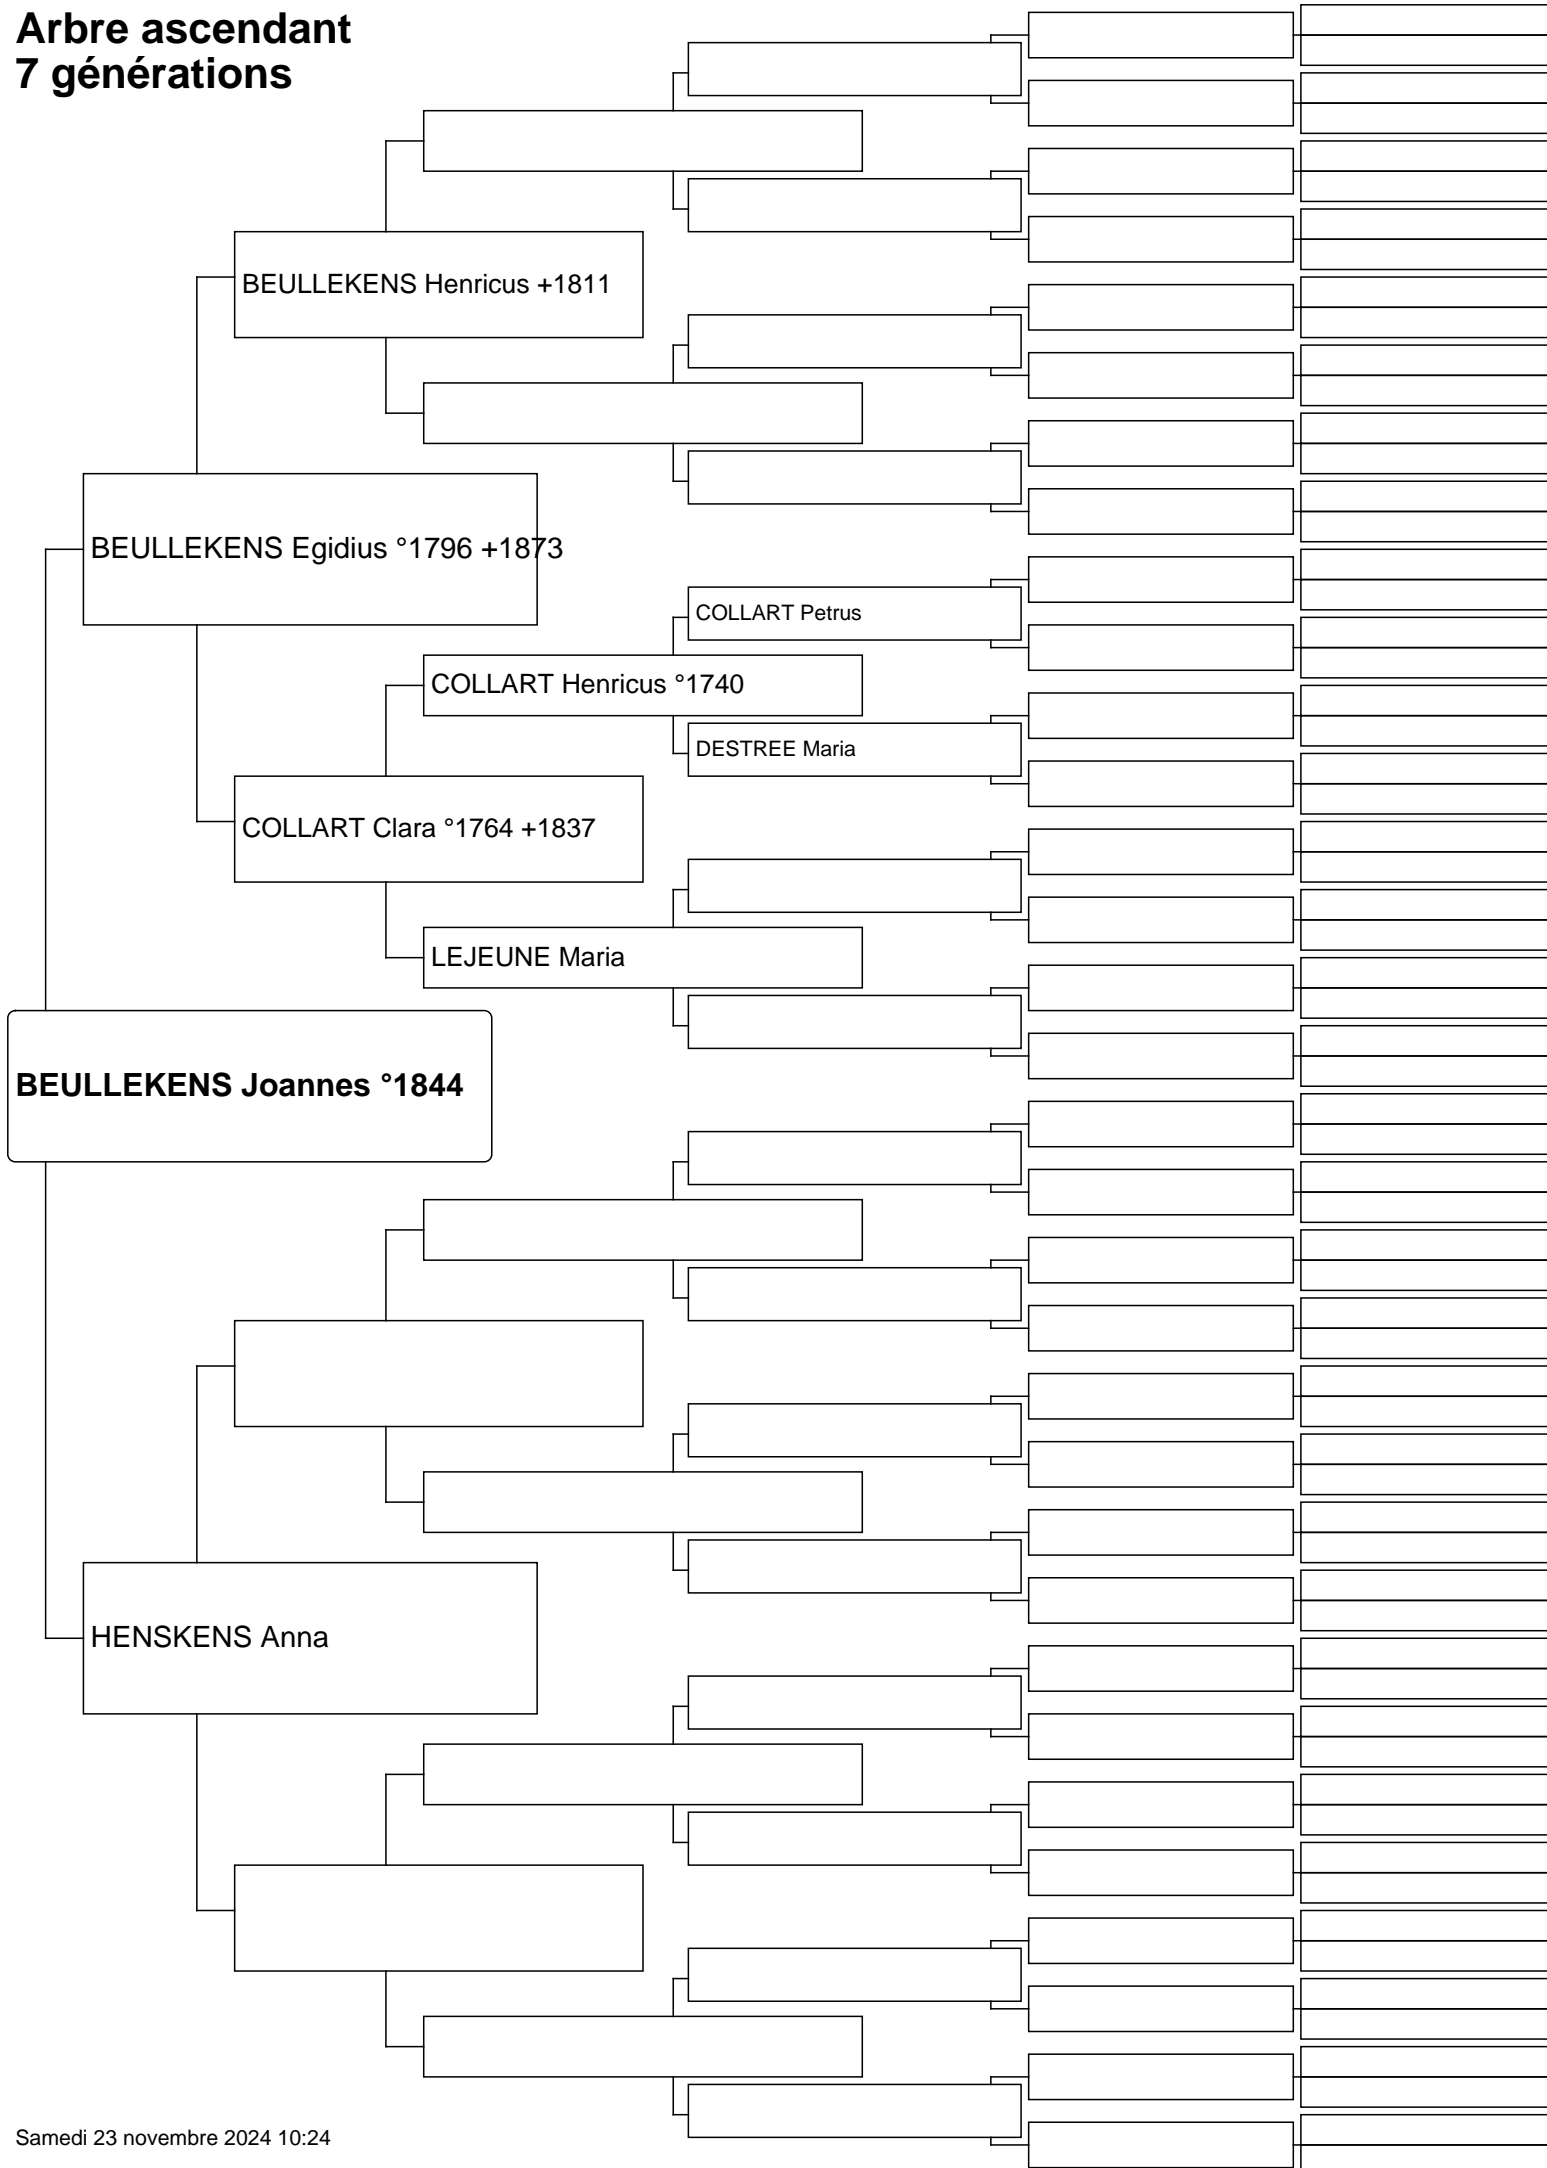 Arbre ascendant
7 générations
BEULLEKENS Henricus +1811
BEULLEKENS Egidius °1796 +1873
COLLART Petrus
COLLART Henricus °1740
DESTREE Maria
COLLART Clara °1764 +1837
LEJEUNE Maria
BEULLEKENS Joannes °1844
HENSKENS Anna
Samedi 23 novembre 2024 10:24